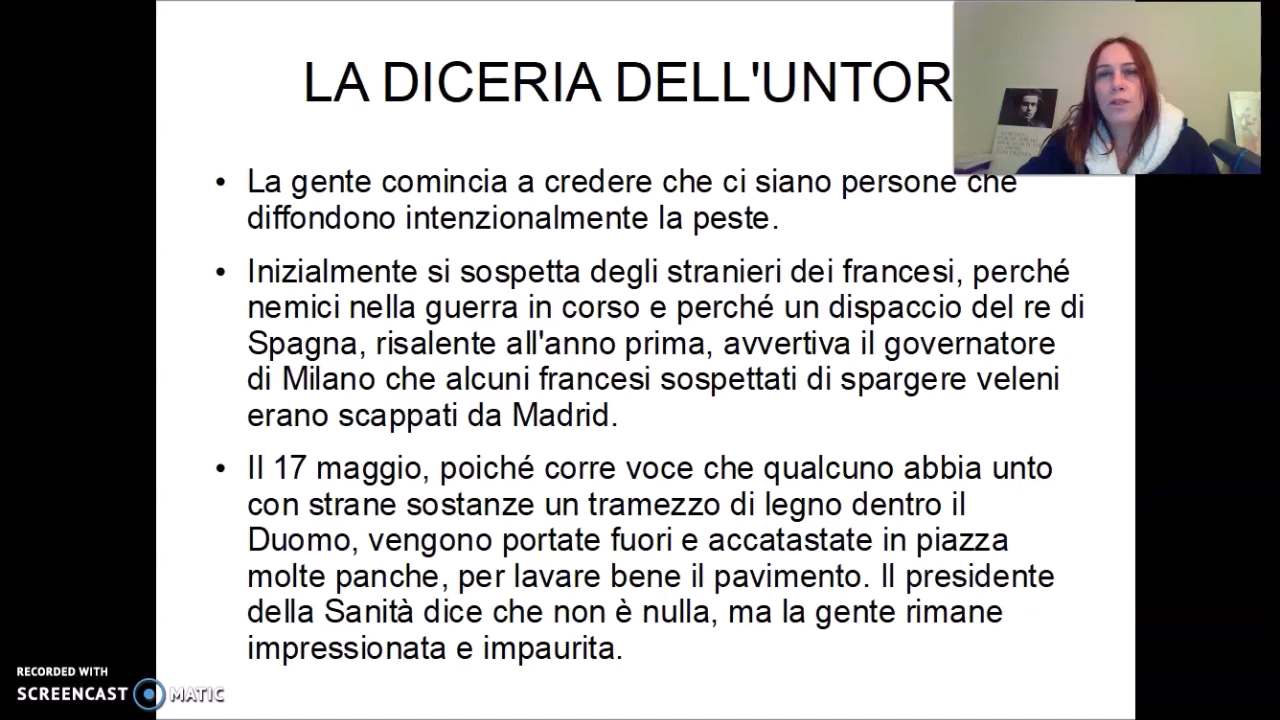 LA DICERIA DELL'UNTOR
• La gente comincia a credere che ci siano persone che
diffondono intenzionalmente la peste.
• Inizialmente si sospetta degli stranieri dei francesi, perché
nemici nella guerra in corso e perché un dispaccio del re di
Spagna, risalente all'anno prima, avvertiva il governatore
di Milano che alcuni francesi sospettati di spargere veleni
erano scappati da Madrid.
• Il 17 maggio, poiché corre voce che qualcuno abbia unto
con strane sostanze un tramezzo di legno dentro il
Duomo, vengono portate fuori e accatastate in piazza
molte panche, per lavare bene il pavimento. Il presidente
della Sanità dice che non è nulla, ma la gente rimane
impressionata e impaurita.
RECORDED WITH
SCREENCAST MATIC